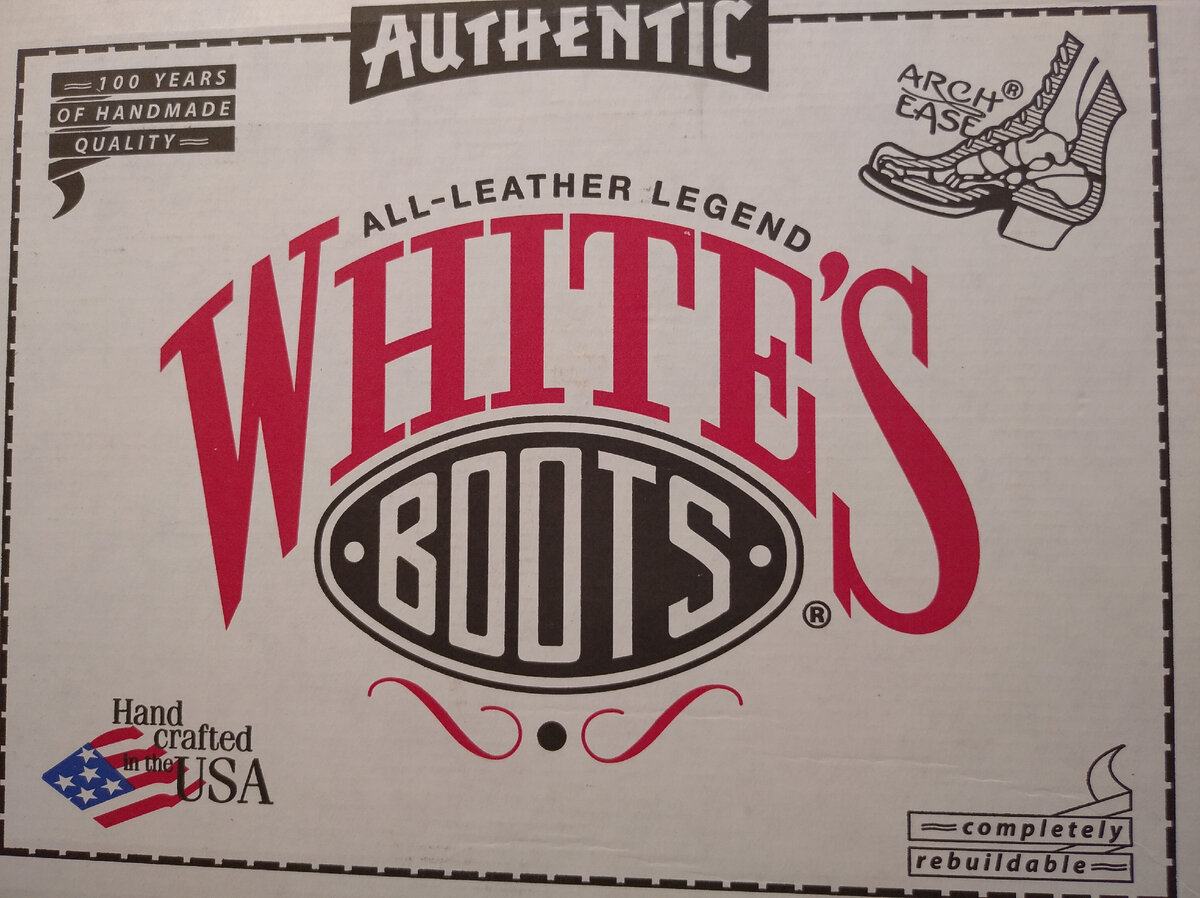 AUTHENTIC
100 YEARS
OF HANDMADE
QUALITY
ARCH®
EASE
ALL-LEATHER LEGEND
WHITE'S
BOOTS
®
Hand
crafted
in the USA
completely
rebuildable